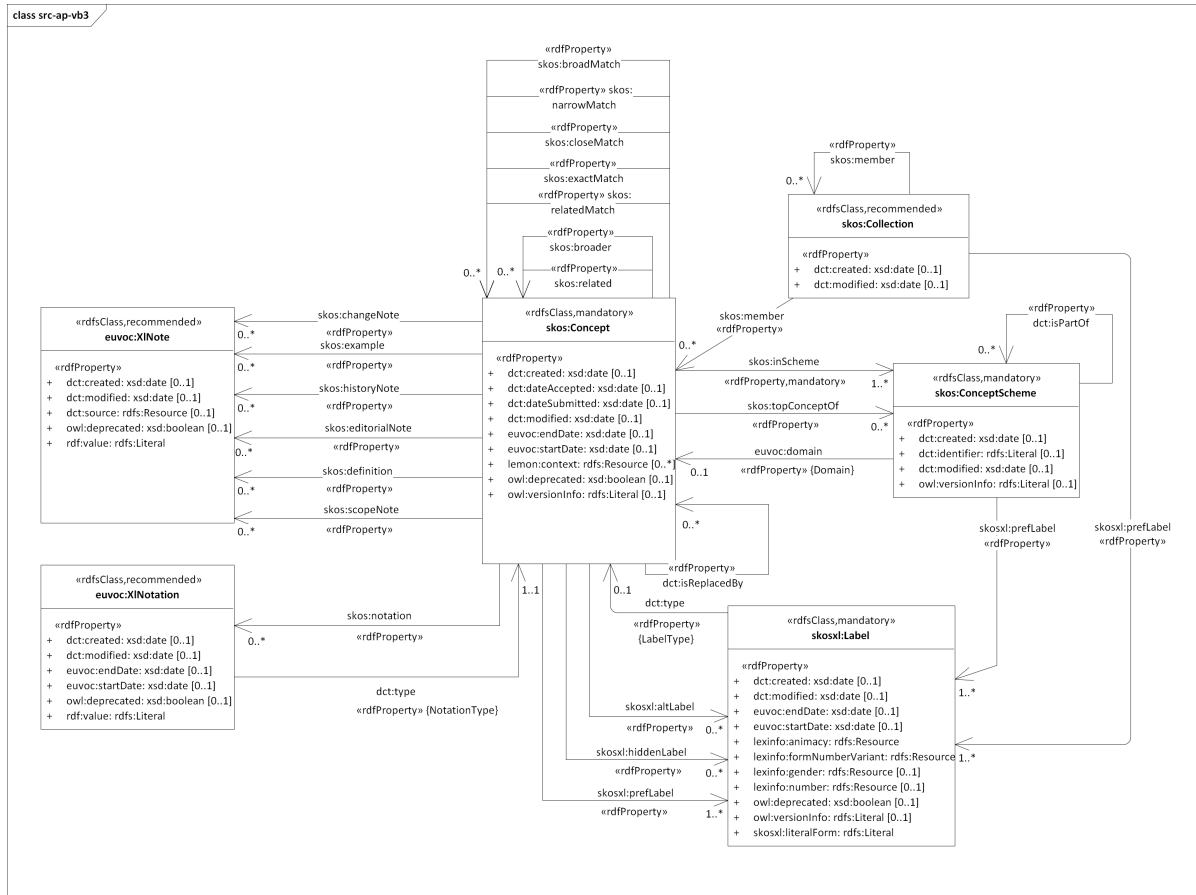 class src-ap-vb3
«rdfProperty»
skos:broadMatch
«rdfProperty» skos:
narrowMatch
«rdfProperty»
skos:closeMatch
«rdfProperty»
skos:exactMatch
«rdfProperty» skos:
relatedMatch
«rdfProperty»
skos:broader
«rdfProperty»
skos:related
0..*
0..*
«rdfProperty»
skos:member
0..*
«rdfsClass,recommended»
skos:Collection
«rdfProperty»
+ dct:created: xsd:date [0..1]
+ dct:modified: xsd:date [0..1]
skos:member
«rdfProperty»
0..*
«rdfProperty»
dct:isPartOf
0..*
«rdfsClass,recommended»
euvoc:XlNote
«rdfProperty»
+ dct:created: xsd:date [0..1]
+ dct:modified: xsd:date [0..1]
+ dct:source: rdfs:Resource [0..1]
+ owl:deprecated: xsd:boolean [0..1]
+ rdf:value: rdfs:Literal
skos:changeNote
0..*
«rdfProperty»
skos:example
0..*
«rdfProperty»
skos:historyNote
0..*
«rdfProperty»
skos:editorialNote
0..*
«rdfProperty»
skos:definition
0..*
«rdfProperty»
skos:scopeNote
0..*
«rdfProperty»
«rdfsClass,mandatory»
skos:Concept
«rdfProperty»
+ dct:created: xsd:date [0..1]
+ dct:dateAccepted: xsd:date [0..1]
+ dct:dateSubmitted: xsd:date [0..1]
+ dct:modified: xsd:date [0..1]
+ euvoc:endDate: xsd:date [0..1]
+ euvoc:startDate: xsd:date [0..1]
+ lemon:context: rdfs:Resource [0..*]
+ owl:deprecated: xsd:boolean [0..1]
+ owl:versionInfo: rdfs:Literal [0..1]
skos:inScheme
«rdfProperty,mandatory»
1..*
skos:topConceptOf
«rdfProperty»
0..*
euvoc:domain
0..1
«rdfProperty» {Domain}
«rdfsClass,mandatory»
skos:ConceptScheme
«rdfProperty»
+ dct:created: xsd:date [0..1]
+ dct:identifier: rdfs:Literal [0..1]
+ dct:modified: xsd:date [0..1]
+ owl:versionInfo: rdfs:Literal [0..1]
0..*
«rdfProperty»
dct:isReplacedBy
skosxl:prefLabel
«rdfProperty»
skosxl:prefLabel
«rdfProperty»
«rdfsClass,recommended»
euvoc:XlNotation
«rdfProperty»
+ dct:created: xsd:date [0..1]
+ dct:modified: xsd:date [0..1]
+ euvoc:endDate: xsd:date [0..1]
+ euvoc:startDate: xsd:date [0..1]
+ owl:deprecated: xsd:boolean [0..1]
+ rdf:value: rdfs:Literal
skos:notation
0..*
«rdfProperty»
1..1
dct:type
«rdfProperty» {NotationType}
0..1
dct:type
«rdfProperty»
{LabelType}
skosxl:altLabel
«rdfProperty»
0..*
skosxl:hiddenLabel
«rdfProperty»
0..*
skosxl:prefLabel
«rdfProperty»
1..*
«rdfsClass,mandatory»
skosxl:Label
«rdfProperty»
+ dct:created: xsd:date [0..1]
+ dct:modified: xsd:date [0..1]
+ euvoc:endDate: xsd:date [0..1]
+ euvoc:startDate: xsd:date [0..1]
+ lexinfo:animacy: rdfs:Resource
+ lexinfo:formNumberVariant: rdfs:Resource
+ lexinfo:gender: rdfs:Resource [0..1]
+ lexinfo:number: rdfs:Resource [0..1]
+ owl:deprecated: xsd:boolean [0..1]
+ owl:versionInfo: rdfs:Literal [0..1]
+ skosxl:literalForm: rdfs:Literal
1..*
1..*